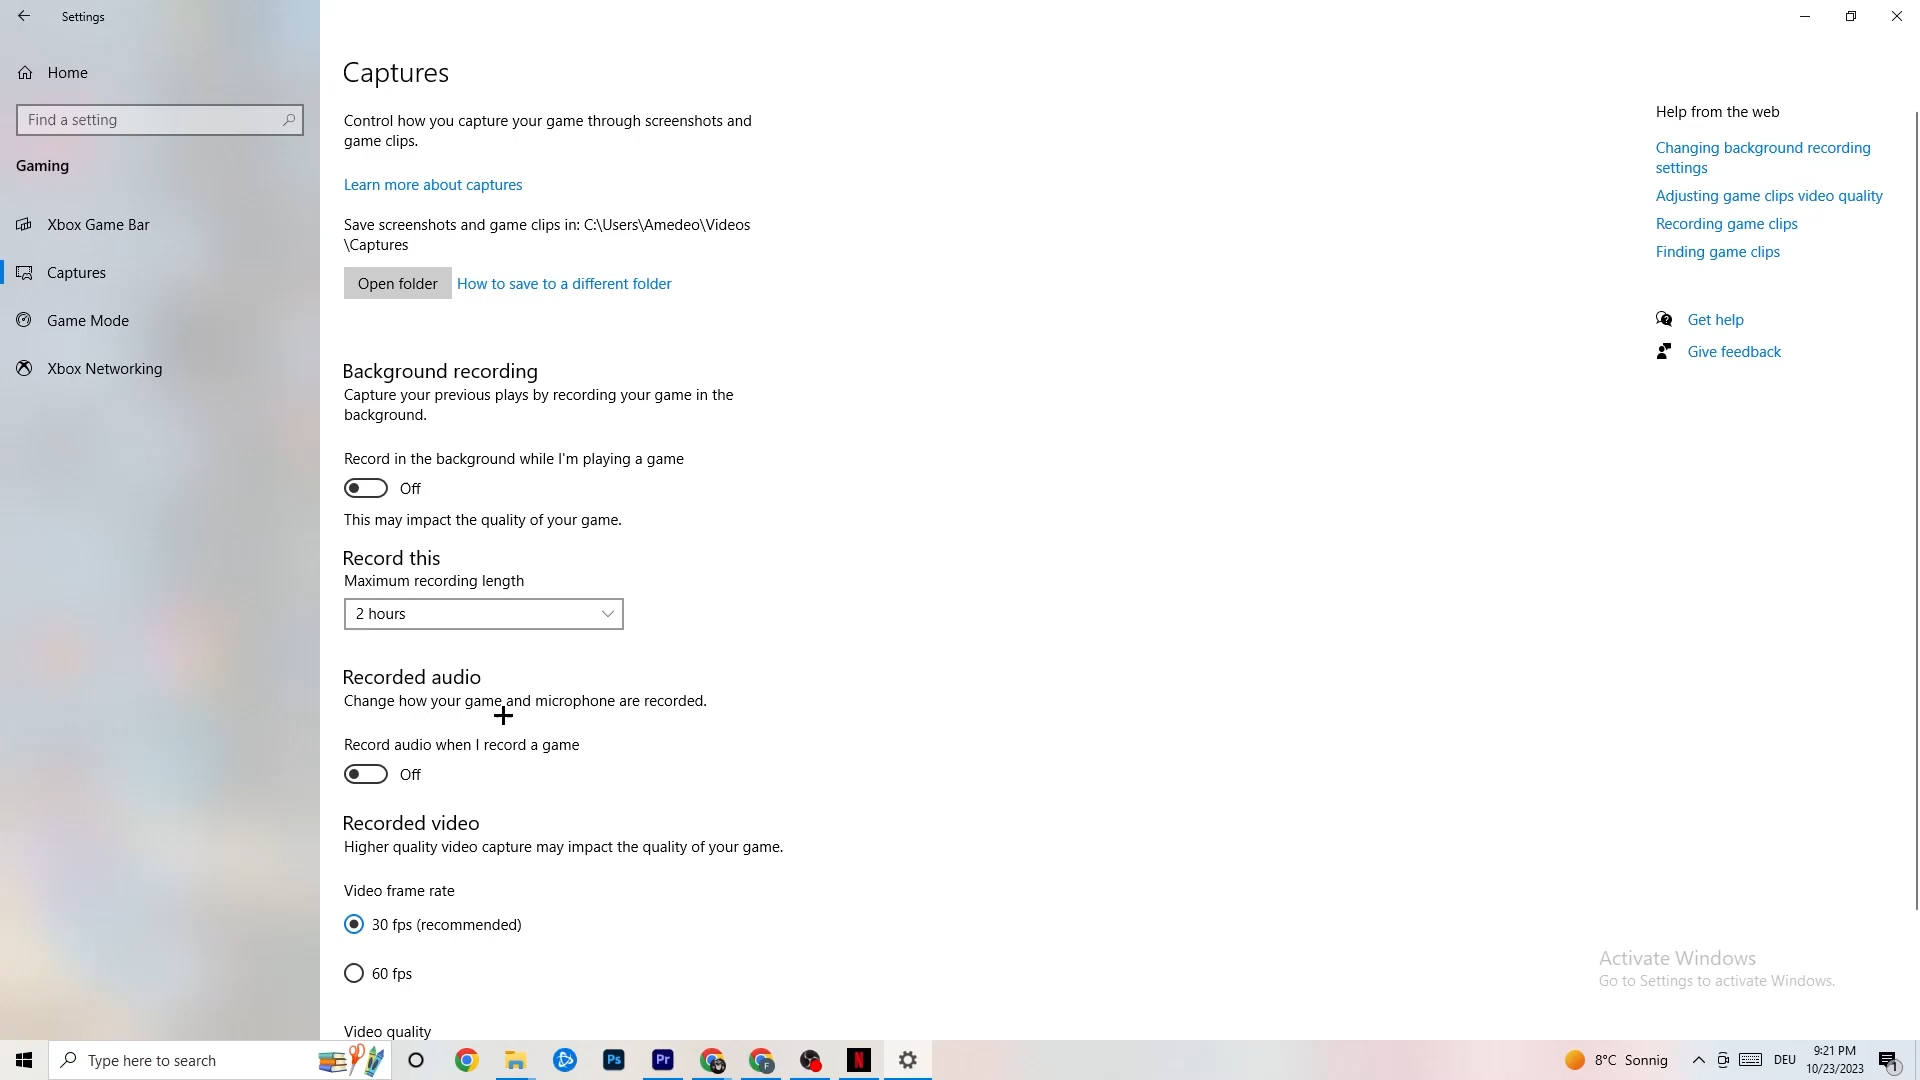 Settings
Home
Find a setting
Gaming
Xbox Game Bar
Captures
Game Mode
Xbox Networking
Captures
Control how you capture your game through screenshots and
game clips.
Learn more about captures
Save screenshots and game clips in: C:\Users\Amedeo\Videos
\Captures
Open folder
How to save to a different folder
Background recording
Capture your previous plays by recording your game in the
background.
Record in the background while I'm playing a game
Off
This may impact the quality of your game.
Record this
Maximum recording length
2 hours
Recorded audio
Change how your game and microphone are recorded.
Record audio when I record a game
Off
Recorded video
Higher quality video capture may impact the quality of your game.
Video frame rate
30 fps (recommended)
60 fps
Video quality
Help from the web
Changing background recording
settings
Adjusting game clips video quality
Recording game clips
Finding game clips
Get help
Give feedback
Activate Windows
Go to Settings to activate Windows.
Type here to search
Ps
Pr
F
N
8°C Sonnig
DEU
9:21 PM
10/23/2023
1